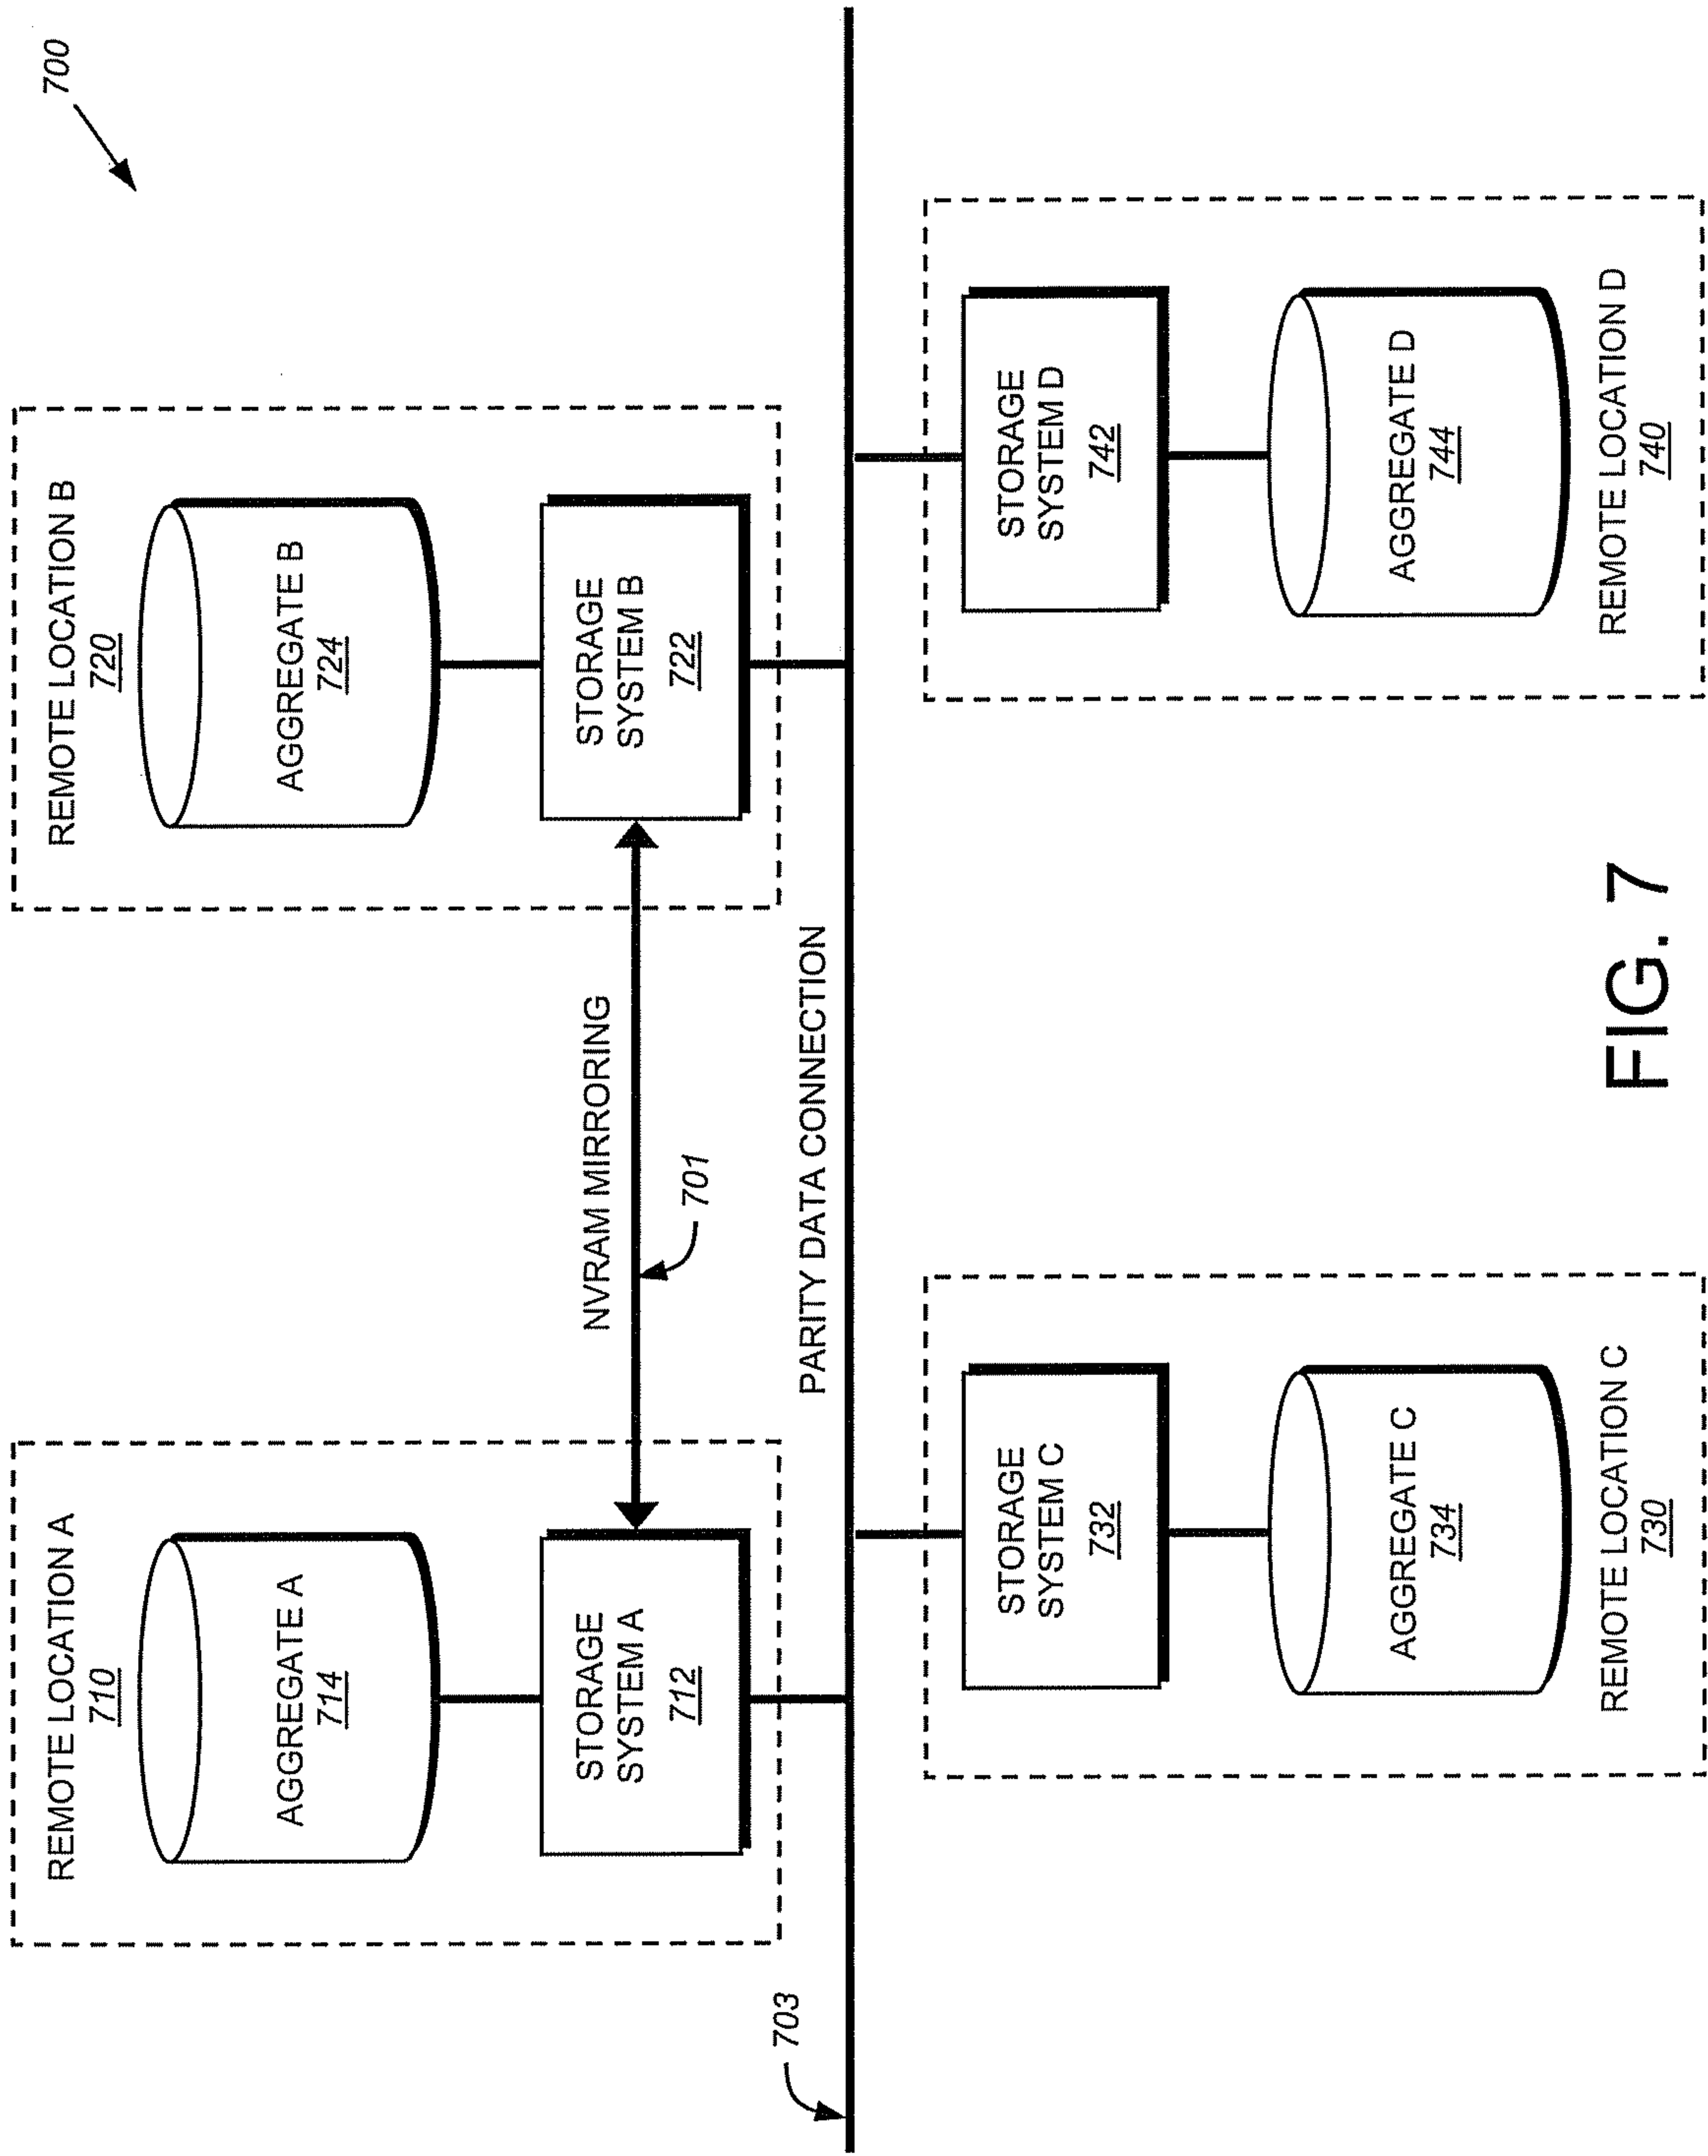 700
REMOTE LOCATION A
710
AGGREGATE A
714
STORAGE
SYSTEM A
712
REMOTE LOCATION B
720
AGGREGATE B
724
STORAGE
SYSTEM B
722
NVRAM MIRRORING
701
703
PARITY DATA CONNECTION
STORAGE
SYSTEM C
732
AGGREGATE C
734
REMOTE LOCATION C
730
STORAGE
SYSTEM D
742
AGGREGATE D
744
REMOTE LOCATION D
740
FIG. 7